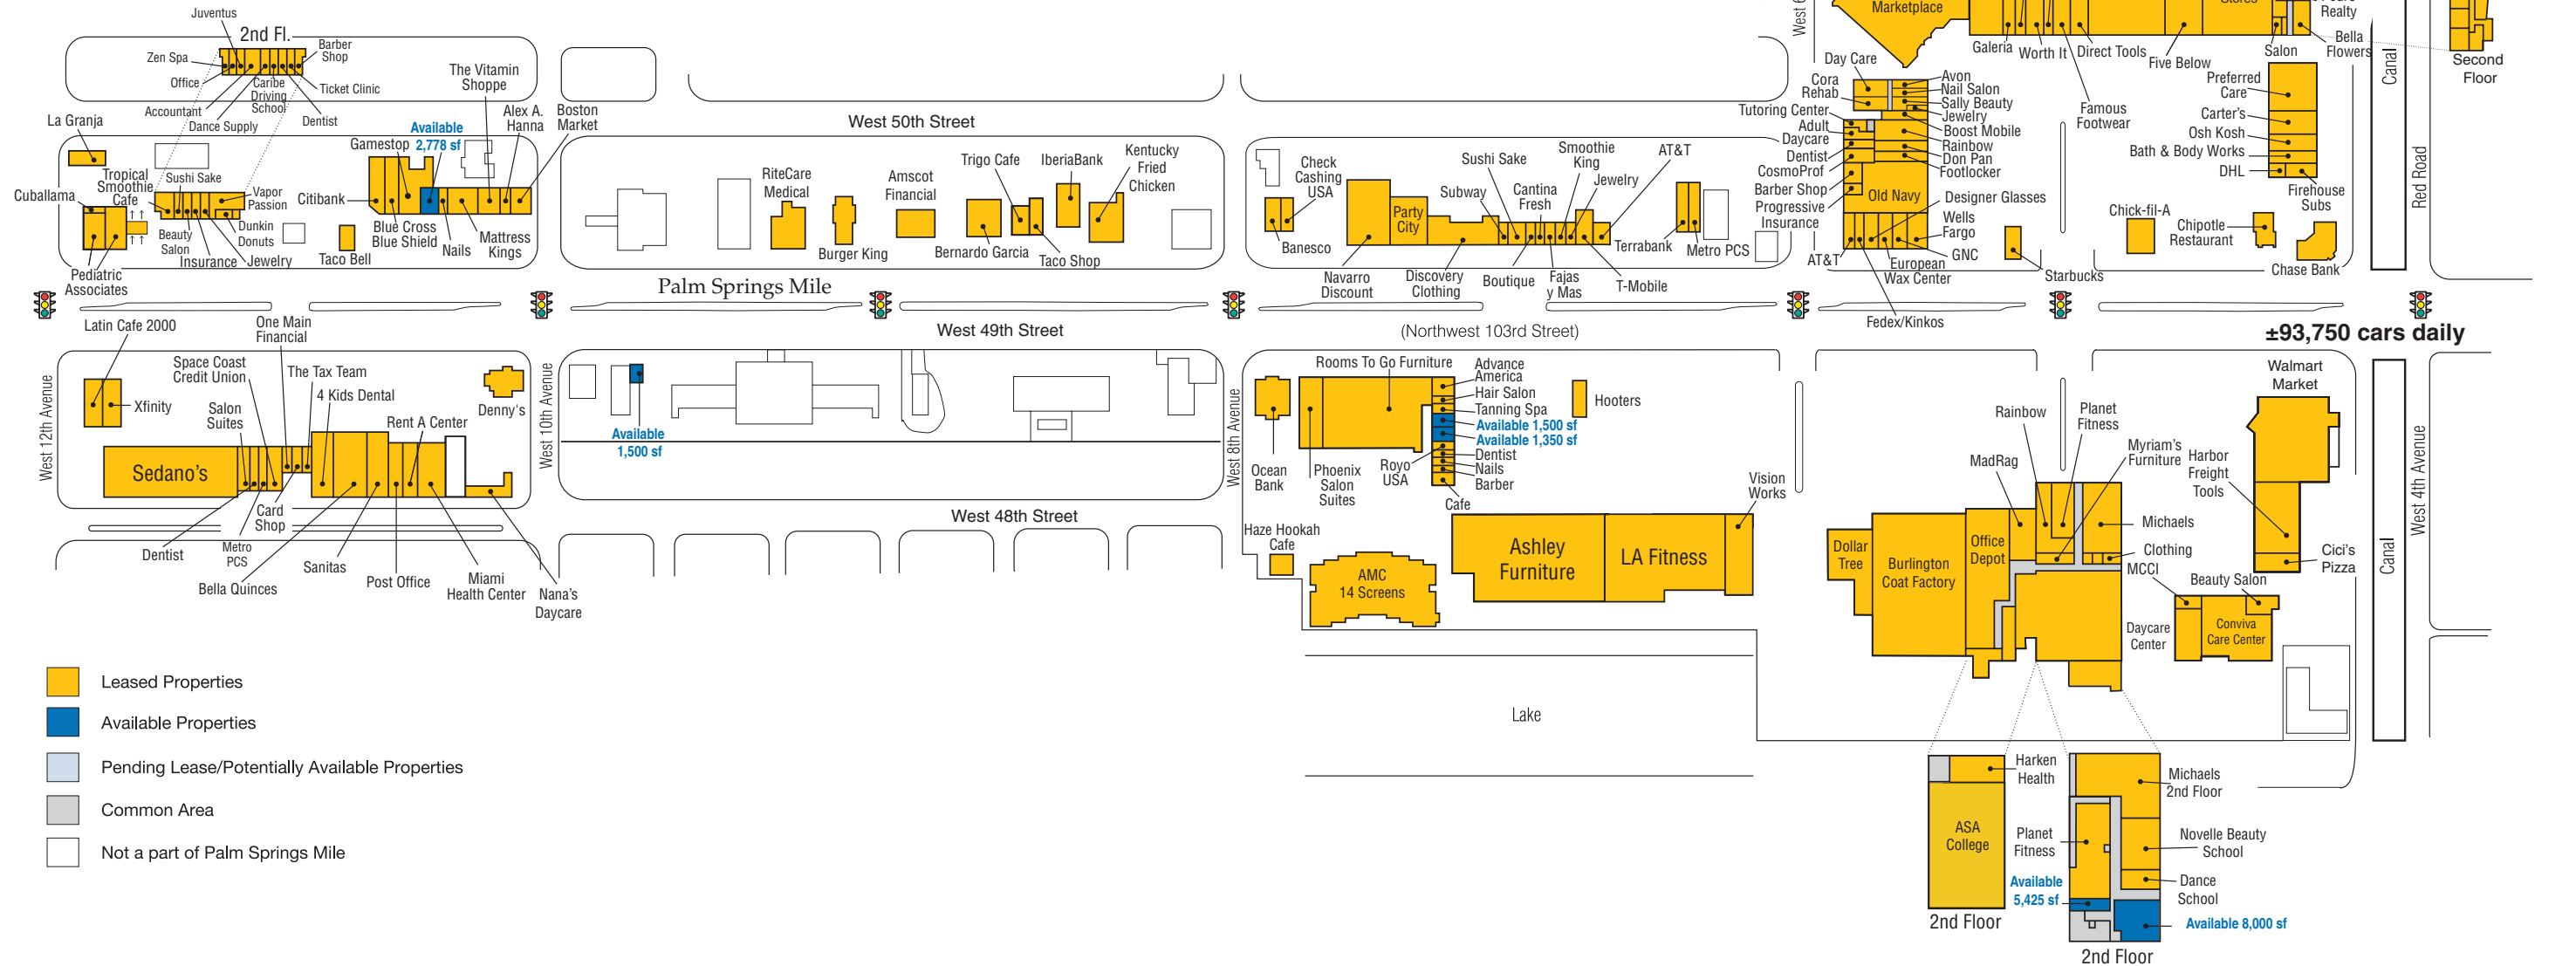 Juventus
2nd Fl.
Barber
Shop
Zen Spa
Office
Accountant
Dance Supply
Caribe
Driving
School
Ticket Clinic
Dentist
La Granja
Tropical
Smoothie
Cafe
Sushi Sake
Vapor
Passion
Cuballama
Dunkin
Donuts
Beauty
Salon
Insurance
Jewelry
Pediatric
Associates
The Vitamin
Shoppe
Alex A.
Hanna
Boston
Market
Available
2,778 sf
Gamestop
Citibank
Blue Cross
Blue Shield
Nails
Mattress
Kings
Taco Bell
West 50th Street
RiteCare
Medical
Burger King
Amscot
Financial
Trigo Cafe
IberiaBank
Kentucky
Fried
Chicken
Bernardo Garcia
Taco Shop
Palm Springs Mile
Check
Cashing
USA
Banesco
Party
City
Navarro
Discount
Subway
Sushi Sake
Cantina
Fresh
Smoothie
King
Jewelry
AT&T
Discovery
Clothing
Boutique
Fajas
y Mas
T-Mobile
Terrabank
Metro PCS
West 6
Marketplace
Stores
Realty
Galeria
Worth It
Direct Tools
Five Below
Salon
Bella
Flowers
Second
Floor
Famous
Footwear
Day Care
Cora
Rehab
Tutoring Center
Adult
Daycare
Dentist
CosmoProf
Barber Shop
Progressive
Insurance
AT&T
Avon
Nail Salon
Sally Beauty
Jewelry
Boost Mobile
Rainbow
Don Pan
Footlocker
Old Navy
Designer Glasses
Wells
Fargo
GNC
European
Wax Center
Fedex/Kinkos
Starbucks
Preferred
Care
Carter's
Osh Kosh
Bath & Body Works
DHL
Firehouse
Subs
Chick-fil-A
Chipotle
Restaurant
Chase Bank
Canal
Red Road
West 49th Street
(Northwest 103rd Street)
±93,750 cars daily
West 12th Avenue
Latin Cafe 2000
Xfinity
One Main
Financial
Space Coast
Credit Union
The Tax Team
4 Kids Dental
Salon
Suites
Rent A Center
Denny's
Sedano's
Card
Shop
Dentist
Metro
PCS
Bella Quinces
Sanitas
Post Office
Miami
Health Center
Nana's
Daycare
West 10th Avenue
Available
1,500 sf
West 48th Street
West 8th Avenue
Rooms To Go Furniture
Advance
America
Hair Salon
Tanning Spa
Available 1,500 sf
Available 1,350 sf
Dentist
Nails
Barber
Cafe
Royo
USA
Ocean
Bank
Phoenix
Salon
Suites
Hooters
Vision
Works
Haze Hookah
Cafe
AMC
14 Screens
Ashley
Furniture
LA Fitness
Lake
Walmart
Market
Rainbow
Planet
Fitness
Myriam's
Furniture
Harbor
Freight
Tools
MadRag
Michaels
Clothing
MCCI
Beauty Salon
Cici's
Pizza
Dollar
Tree
Burlington
Coat Factory
Office
Depot
Daycare
Center
Conviva
Care Center
Canal
West 4th Avenue
Harken
Health
ASA
College
2nd Floor
Michaels
2nd Floor
Planet
Fitness
Novelle Beauty
School
Dance
School
Available
5,425 sf
Available 8,000 sf
2nd Floor
Leased Properties
Available Properties
Pending Lease/Potentially Available Properties
Common Area
Not a part of Palm Springs Mile